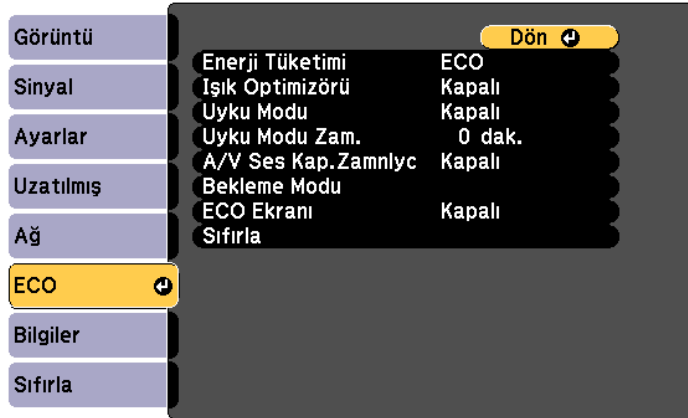 Görüntü
Sinyal
Ayarlar
Uzatılmış
Ağ
ECO
Bilgiler
Sıfırla
Dön
Enerji Tüketimi ECO
Işık Optimizörü Kapalı
Uyku Modu Kapalı
Uyku Modu Zam. 0 dak.
A/V Ses Kap.Zamnlyc Kapalı
Bekleme Modu
ECO Ekranı Kapalı
Sıfırla